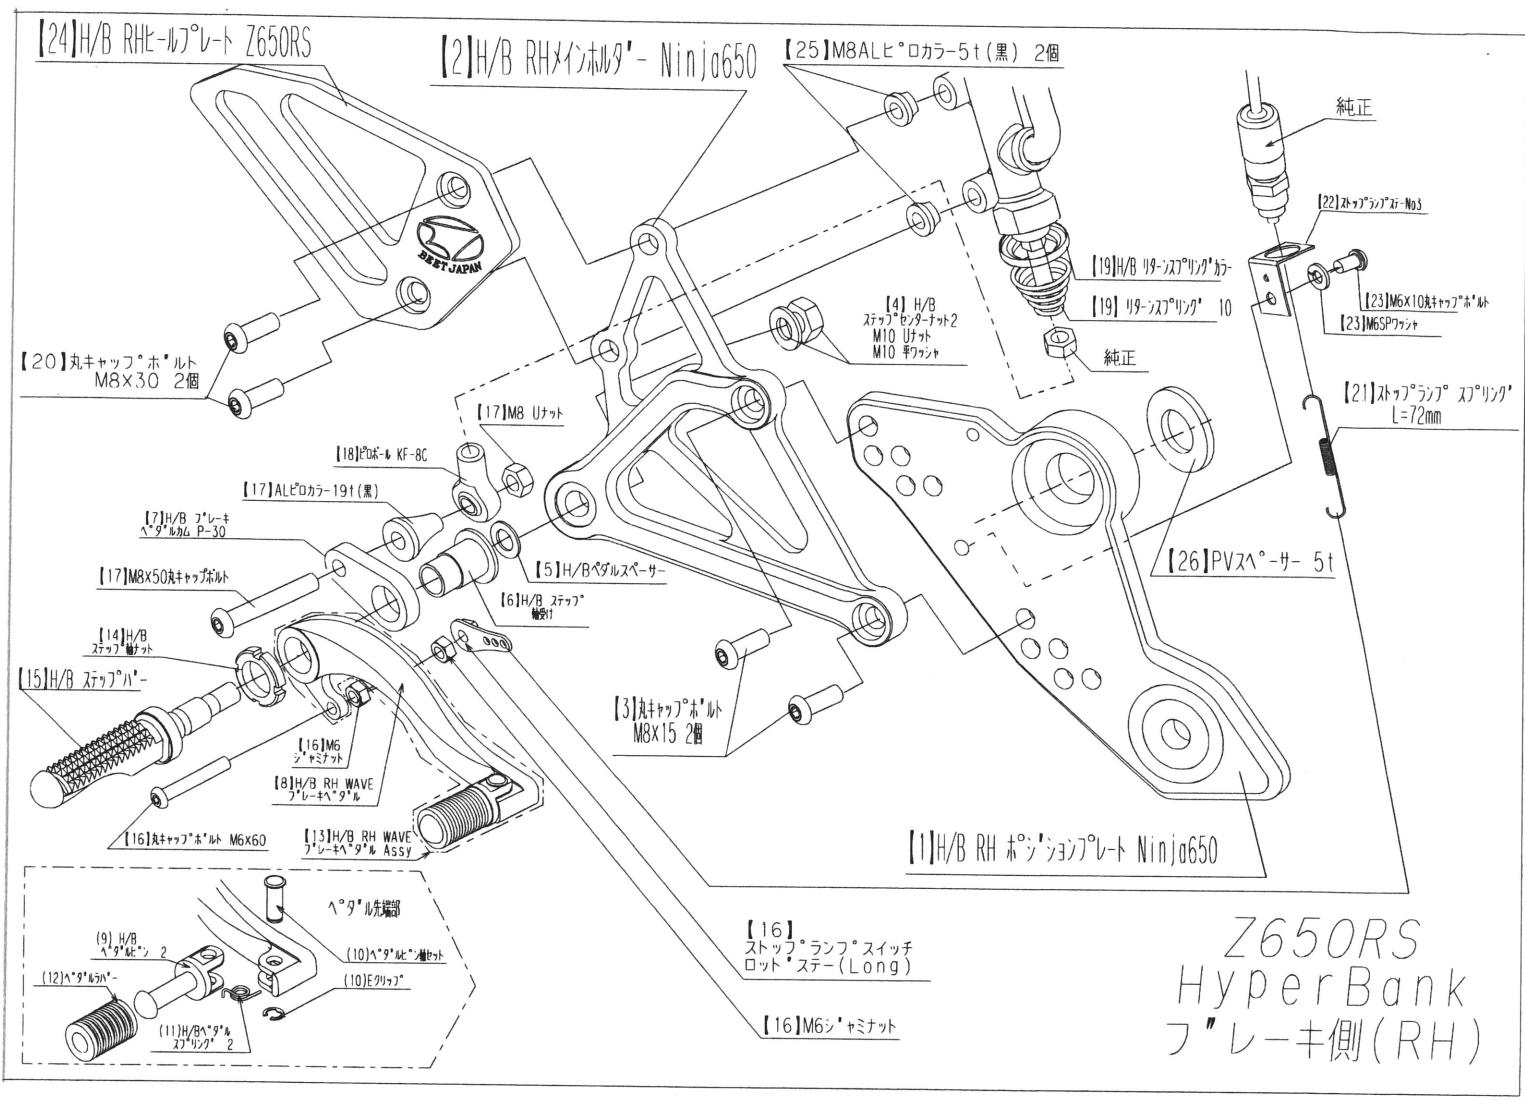 【24】H/B RHヒールプレート Z650RS
【2】H/B RHメインホルダー Ninja650
【25】M8ALピロカラー5t(黒) 2個
純正
【22】ストップランプステーNo3
BEET JAPAN
【19】H/B リターンスプリングカラー
【19】リターンスプリング 10
【23】M6×10丸キャップボルト
【23】M6SPワッシャ
【4】H/B
ステップセンターナット2
M10 Uナット
M10 平ワッシャ
純正
【20】丸キャップボルト
M8×30 2個
【21】ストップランプ スプリング
L=72mm
【17】M8 Uナット
【18】ピロボール KF-8C
【17】ALピロカラー19t(黒)
【7】H/B ブレーキ
ペダルカム P-30
【17】M8×50丸キャップボルト
【5】H/Bペダルスペーサー
【26】PVスペーサー 5t
【6】H/B ステップ
軸受け
【14】H/B
ステップ軸ナット
【15】H/B ステップバー
【3】丸キャップボルト
M8×15 2個
【16】M6
ジャミナット
【8】H/B RH WAVE
ブレーキペダル
【16】丸キャップボルト M6×60
【13】H/B RH WAVE
ブレーキペダル Assy
【1】H/B RH ポジションプレート Ninja650
ペダル先端部
(9) H/B
ペダルピン 2
(10)ペダルピン軸セット
(12)ペダルラバー
(10)Eクリップ
(11)H/Bペダル
スプリング 2
【16】
ストップランプスイッチ
ロッドステー(Long)
【16】M6ジャミナット
Z650RS
HyperBank
ブレーキ側(RH)